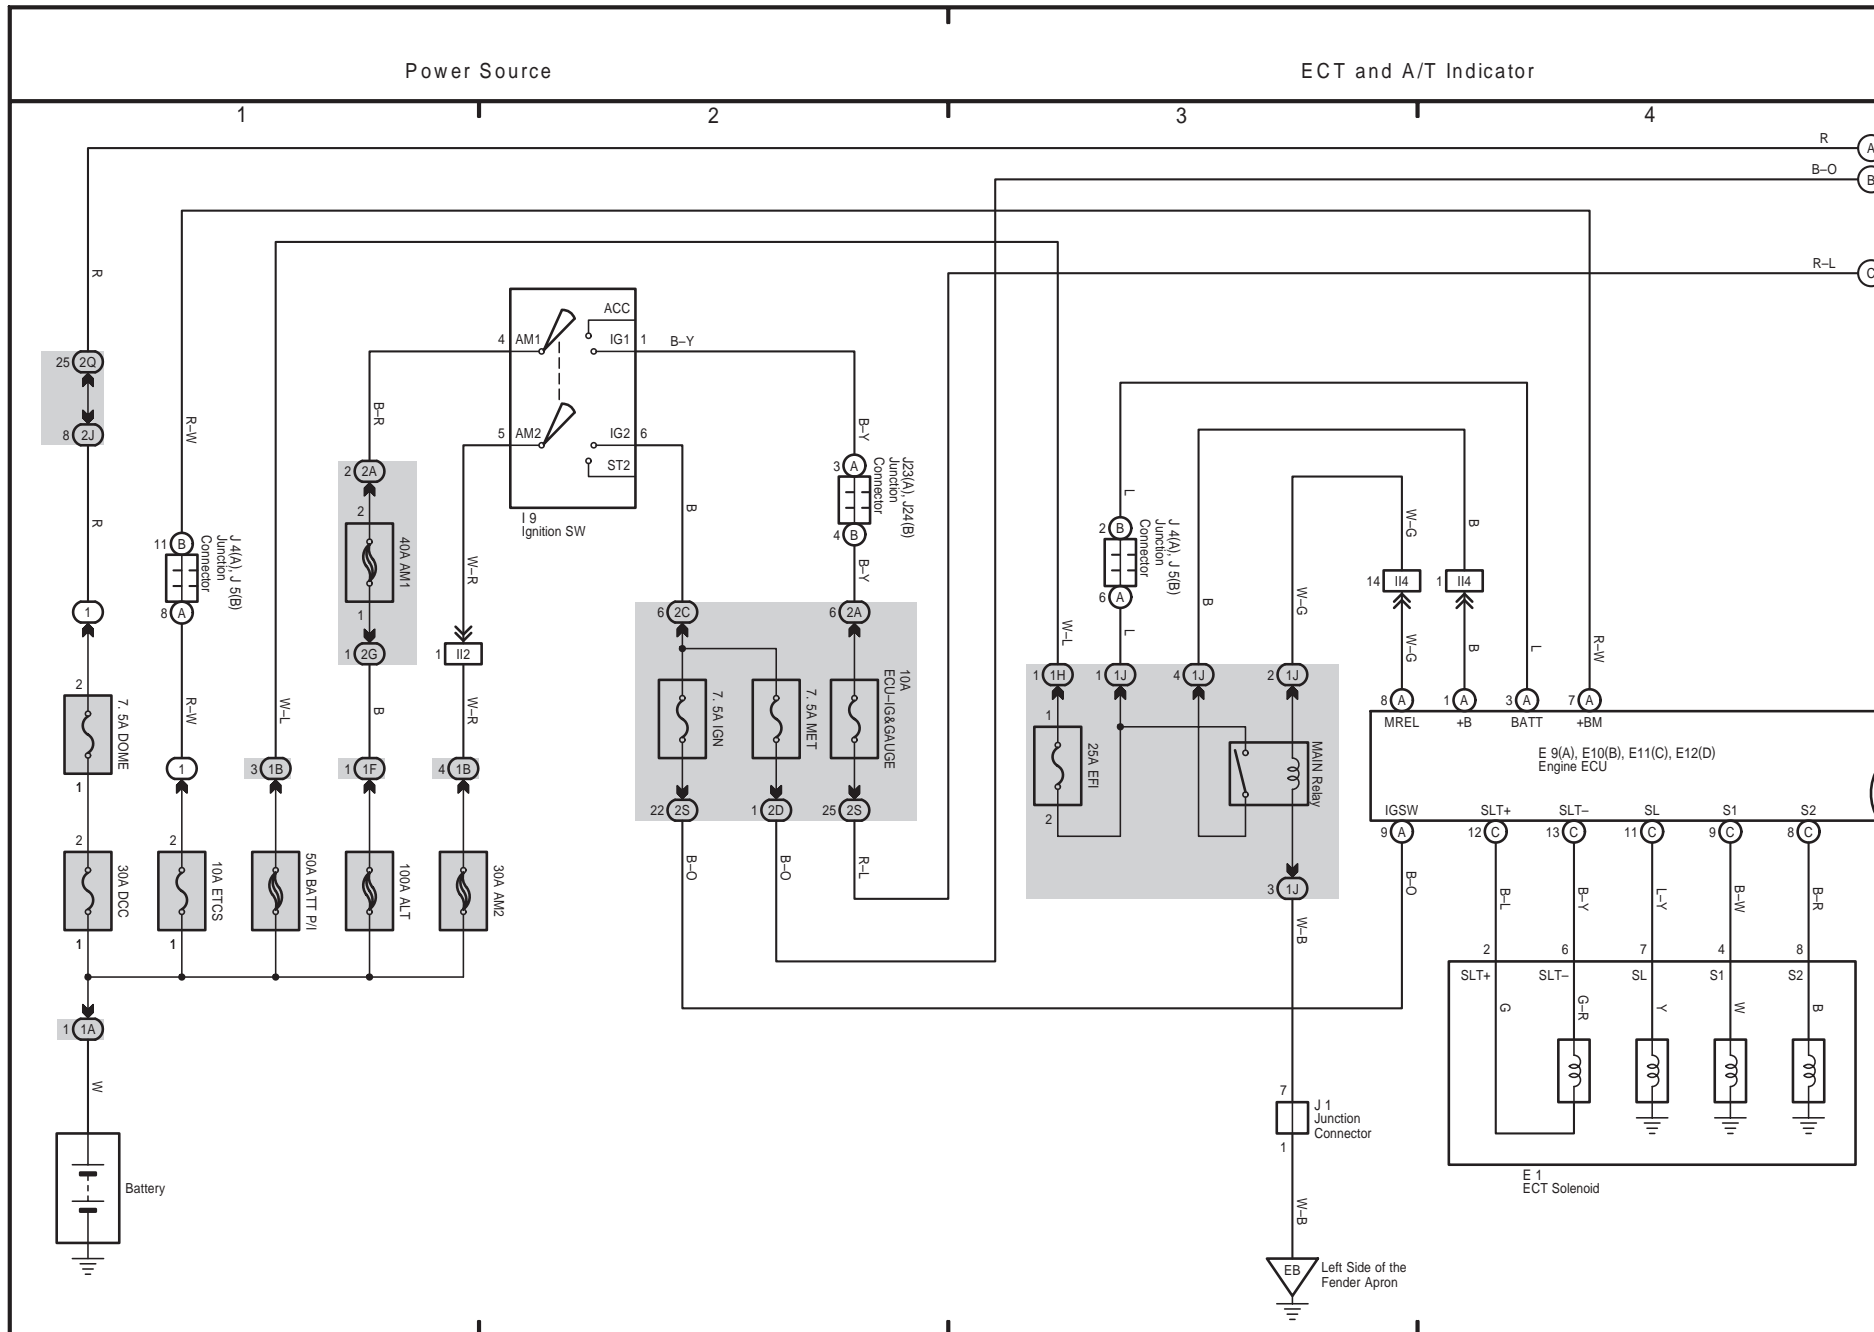 Power Source
ECT and A/T Indicator
1
2
3
4
R
A
B–O
B
R–L
C
R
25 2Q
8 2J
R
1
2
7. 5A DOME
1
2
30A DCC
1
1 1A
W
Battery
R–W
11 B
J 4(A), J 5(B)
Junction
Connector
8 A
R–W
1
2
10A ETCS
1
W–L
3 1B
50A BATT P/I
B–R
2 2A
2
40A AM1
1
1 2G
B
1 1F
100A ALT
W–R
1 II2
W–R
4 1B
30A AM2
ACC
4 AM1
IG1 1
B–Y
5 AM2
IG2 6
ST2
I 9
Ignition SW
B
B–Y
3 A
J23(A), J24(B)
Junction
Connector
4 B
B–Y
6 2C
6 2A
7. 5A IGN
7. 5A MET
10A
ECU–IG&GAUGE
22 2S
1 2D
25 2S
B–O
B–O
R–L
W–L
L
2 B
J 4(A), J 5(B)
Junction
Connector
6 A
L
B
W–G
1 1H
1 1J
4 1J
2 1J
1
25A EFI
2
MAIN Relay
3 1J
W–B
7
J 1
Junction
Connector
1
W–B
EB
Left Side of the
Fender Apron
W–G
B
14 II4
1 II4
W–G
B
L
R–W
8 A
1 A
3 A
7 A
MREL
+B
BATT
+BM
E 9(A), E10(B), E11(C), E12(D)
Engine ECU
IGSW
SLT+
SLT–
SL
S1
S2
9 A
12 C
13 C
11 C
9 C
8 C
B–O
B–L
B–Y
L–Y
B–W
B–R
2
6
7
4
8
SLT+
SLT–
SL
S1
S2
G
G–R
Y
W
B
E 1
ECT Solenoid